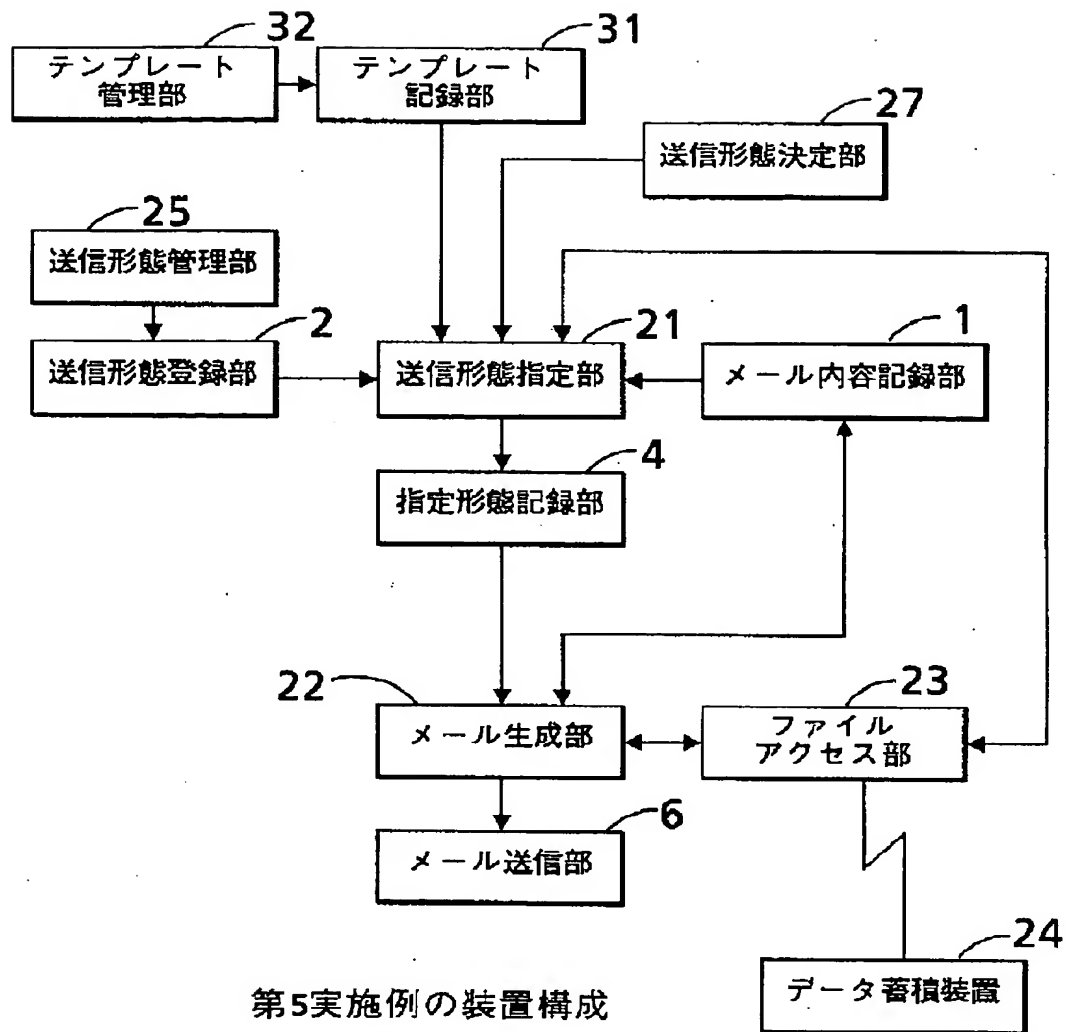 32
31
テンプレート
管理部
テンプレート
記録部
27
送信形態決定部
25
送信形態管理部
2
21
1
送信形態登録部
送信形態指定部
メール内容記録部
4
指定形態記録部
22
23
メール生成部
ファイル
アクセス部
6
メール送信部
24
データ蓄積装置
第5実施例の装置構成